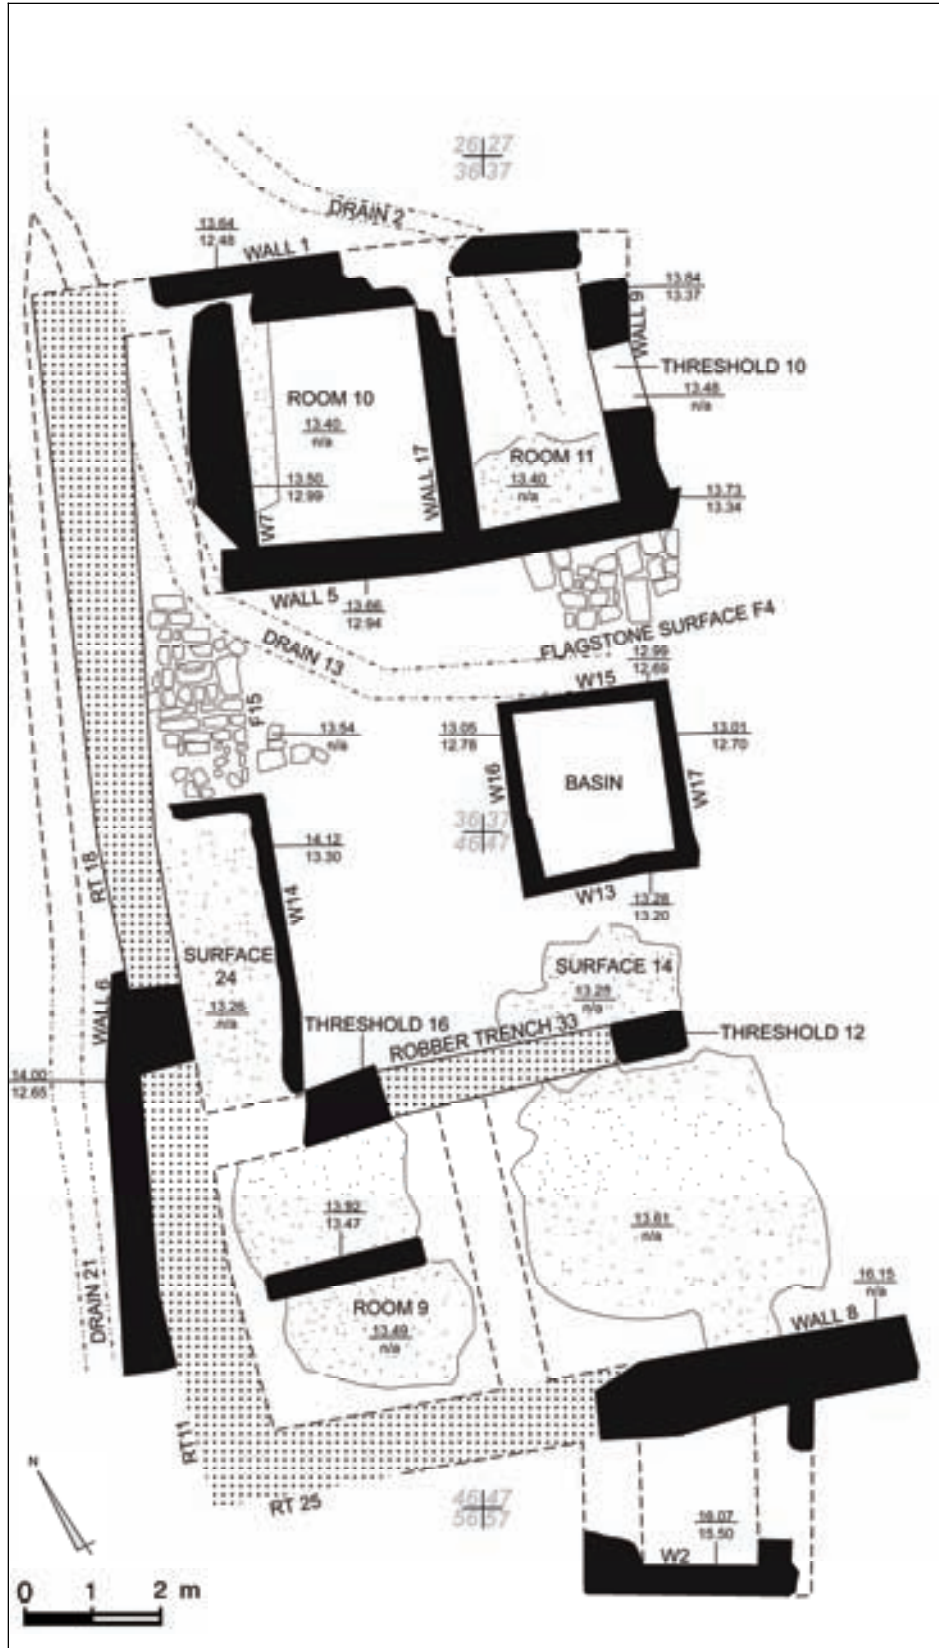 26 27
36 37
DRAIN 2
13.64
12.48
WALL 1
13.84
13.37
WALL 9
THRESHOLD 10
13.48
n/a
ROOM 10
13.40
n/a
WALL 17
ROOM 11
13.40
n/a
13.50
12.99
W7
13.73
13.34
WALL 5
13.66
12.94
DRAIN 13
FLAGSTONE SURFACE F4
12.99
12.69
W15
F15
13.54
n/a
13.05
12.78
13.01
12.70
W16
BASIN
W17
36 37
46 47
14.12
13.30
W13
13.28
13.20
RT 18
W14
SURFACE
24
13.26
n/a
SURFACE 14
13.28
n/a
WALL 6
THRESHOLD 16
ROBBER TRENCH 33
THRESHOLD 12
14.00
12.65
13.92
13.47
13.61
n/a
DRAIN 21
ROOM 9
13.49
n/a
16.15
n/a
WALL 8
RT11
RT 25
46 47
56 57
N
16.07
15.50
W2
0 1 2 m